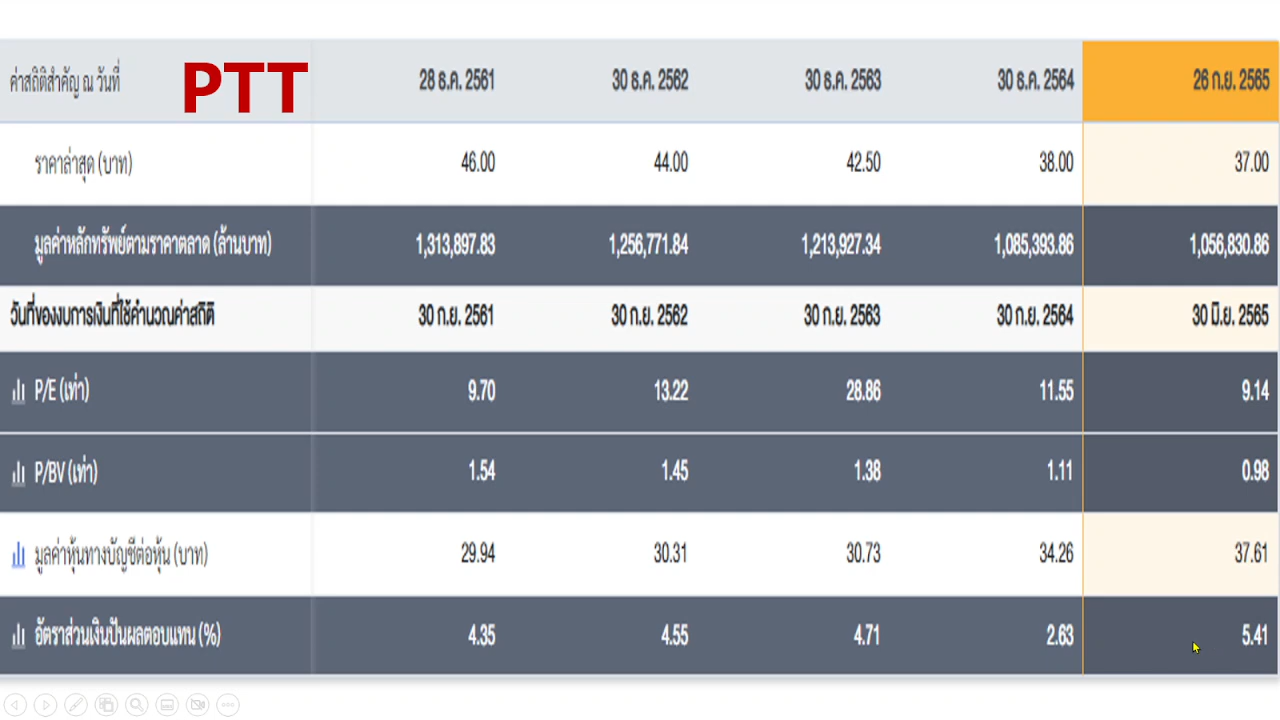 ค่าสถิติสำคัญ ณ วันที่ PTT 28 ธ.ค. 2561 30 ธ.ค. 2562 30 ธ.ค. 2563 30 ธ.ค. 2564 26 ก.ย. 2565
ราคาล่าสุด (บาท) 46.00 44.00 42.50 38.00 37.00
มูลค่าหลักทรัพย์ตามราคาตลาด (ล้านบาท) 1,313,897.83 1,256,771.84 1,213,927.34 1,085,393.86 1,056,830.86
วันที่ของงบการเงินที่ใช้คำนวณค่าสถิติ 30 ก.ย. 2561 30 ก.ย. 2562 30 ก.ย. 2563 30 ก.ย. 2564 30 มิ.ย. 2565
P/E (เท่า) 9.70 13.22 28.86 11.55 9.14
P/BV (เท่า) 1.54 1.45 1.38 1.11 0.98
มูลค่าหุ้นทางบัญชีต่อหุ้น (บาท) 29.94 30.31 30.73 34.26 37.61
อัตราส่วนเงินปันผลตอบแทน (%) 4.35 4.55 4.71 2.63 5.41